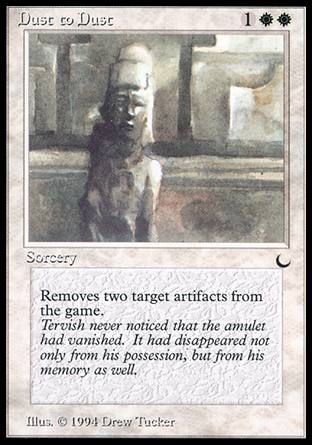 Dust to Dust 1
Sorcery
Removes two target artifacts from
the game.
Tervish never noticed that the amulet
had vanished. It had disappeared not
only from his possession, but from his
memory as well.
Illus. © 1994 Drew Tucker